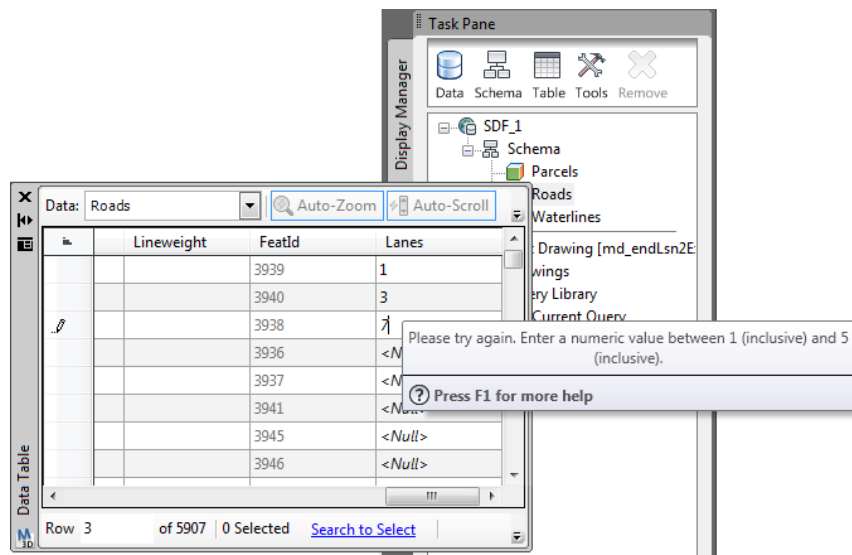 Task Pane
Display Manager
Data Schema Table Tools Remove
SDF_1
Schema
Parcels
Roads
Waterlines
Drawing [md_endLsn2E
wings
ery Library
Current Query
Data: Roads Auto-Zoom Auto-Scroll
Lineweight FeatId Lanes
3939 1
3940 3
3938 7
3936 <N
3937 <N
3941 <Null>
3945 <Null>
3946 <Null>
Please try again. Enter a numeric value between 1 (inclusive) and 5
(inclusive).
? Press F1 for more help
Data Table
M
3D
Row 3 of 5907 0 Selected Search to Select